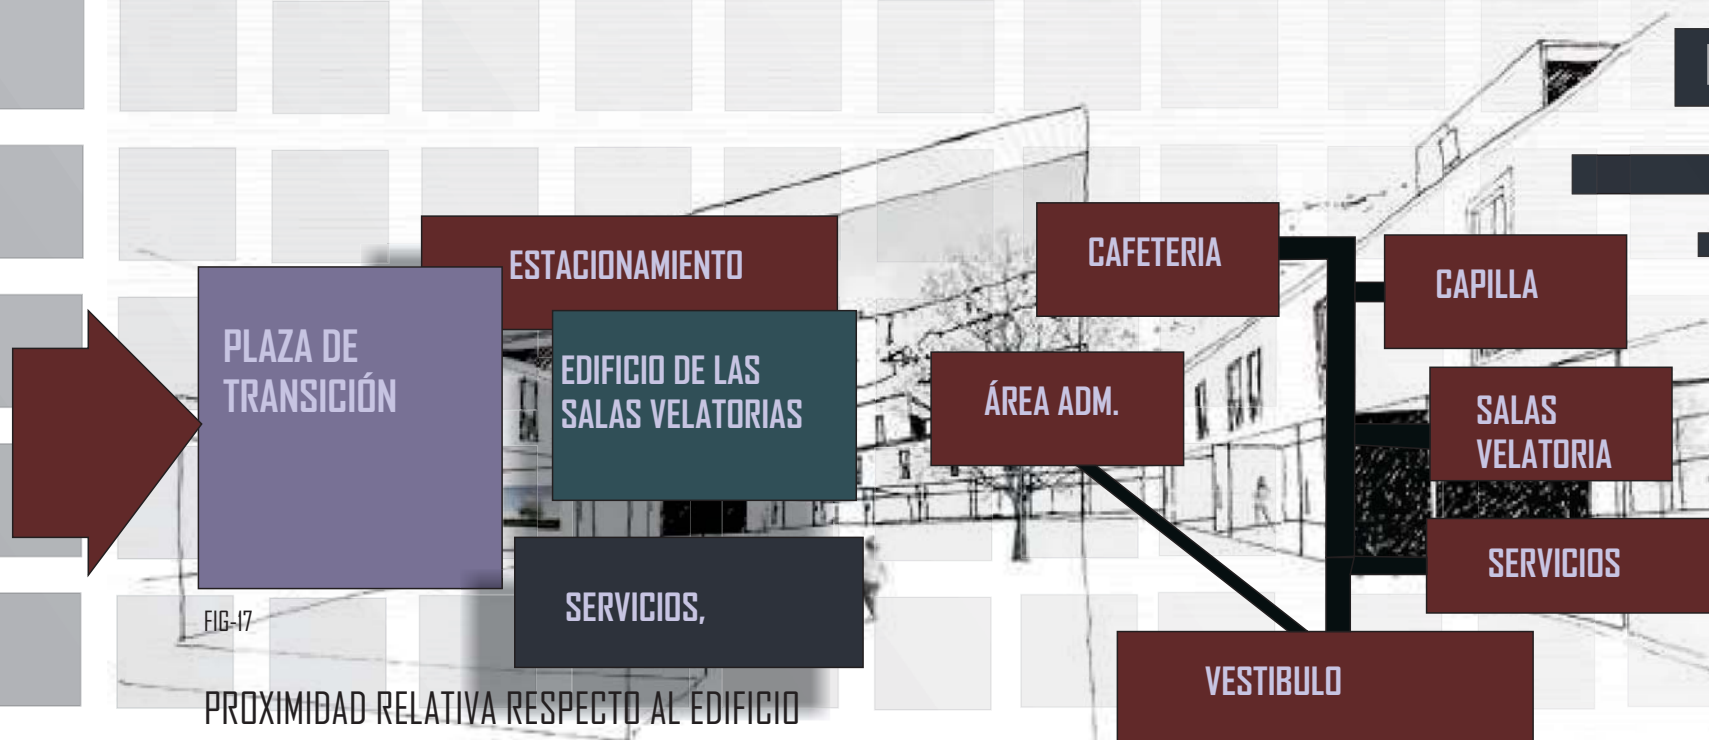 ESTACIONAMIENTO
PLAZA DE
TRANSICIÓN
EDIFICIO DE LAS
SALAS VELATORIAS
SERVICIOS,
FIG-17
PROXIMIDAD RELATIVA RESPECTO AL EDIFICIO
CAFETERIA
CAPILLA
ÁREA ADM.
SALAS
VELATORIA
SERVICIOS
VESTIBULO